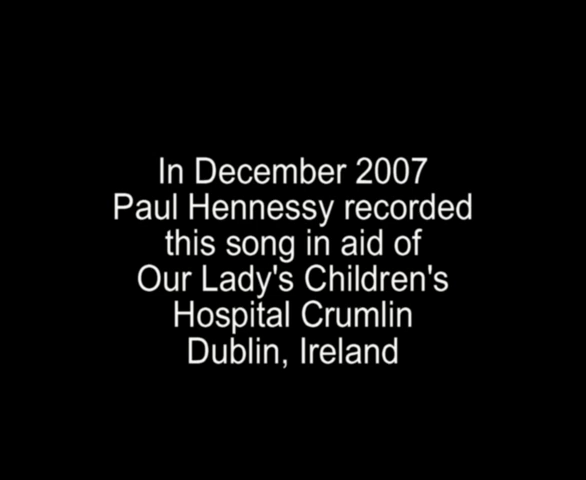 In December 2007
Paul Hennessy recorded
this song in aid of
Our Lady's Children's
Hospital Crumlin
Dublin, Ireland